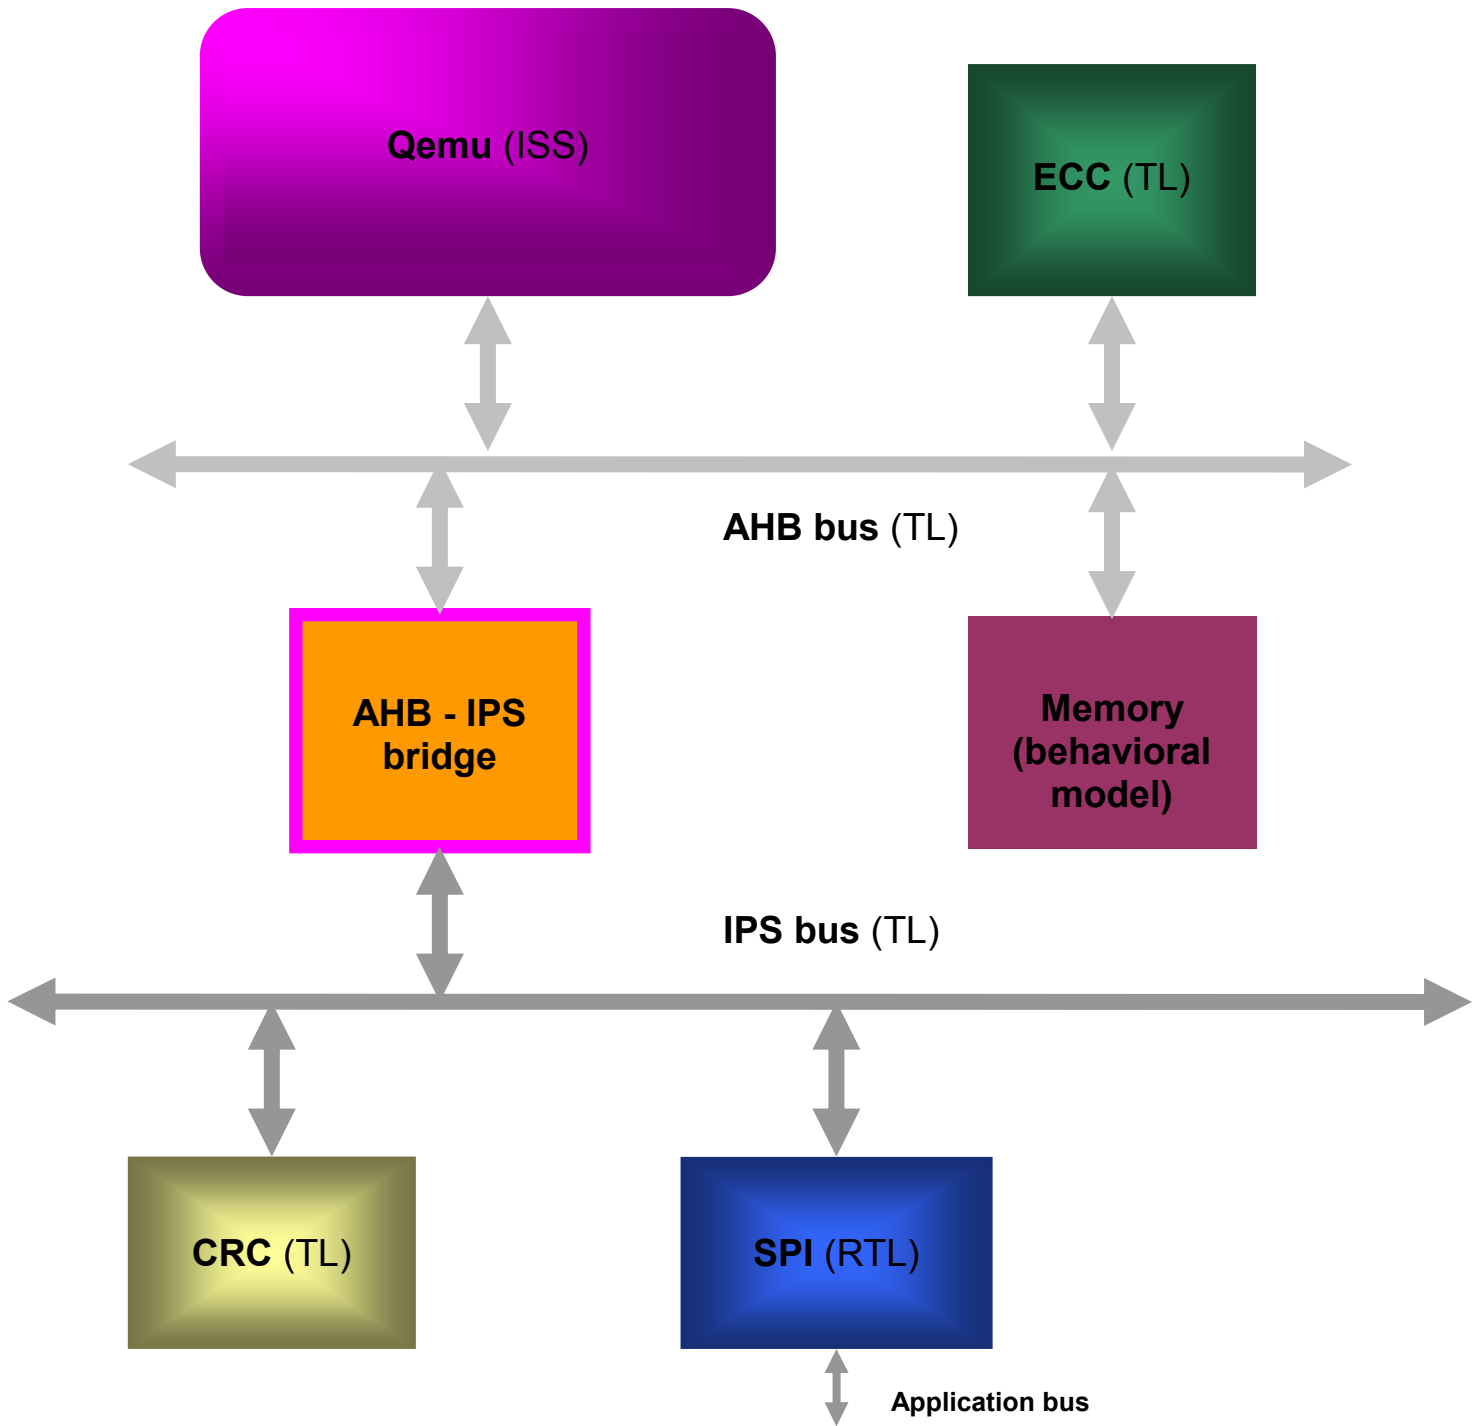 Qemu (ISS)
ECC (TL)
AHB bus (TL)
AHB - IPS
bridge
Memory
(behavioral
model)
IPS bus (TL)
CRC (TL)
SPI (RTL)
Application bus